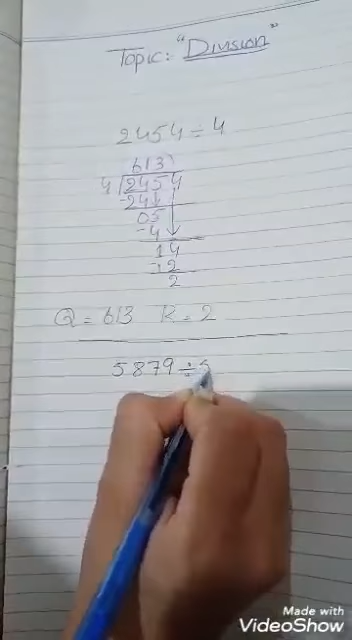 Topic: "Division"
2454 ÷ 4
613
4 2454
-24
05
-4
14
-12
2
Q = 613 R = 2
5879 ÷
Made with
VideoShow